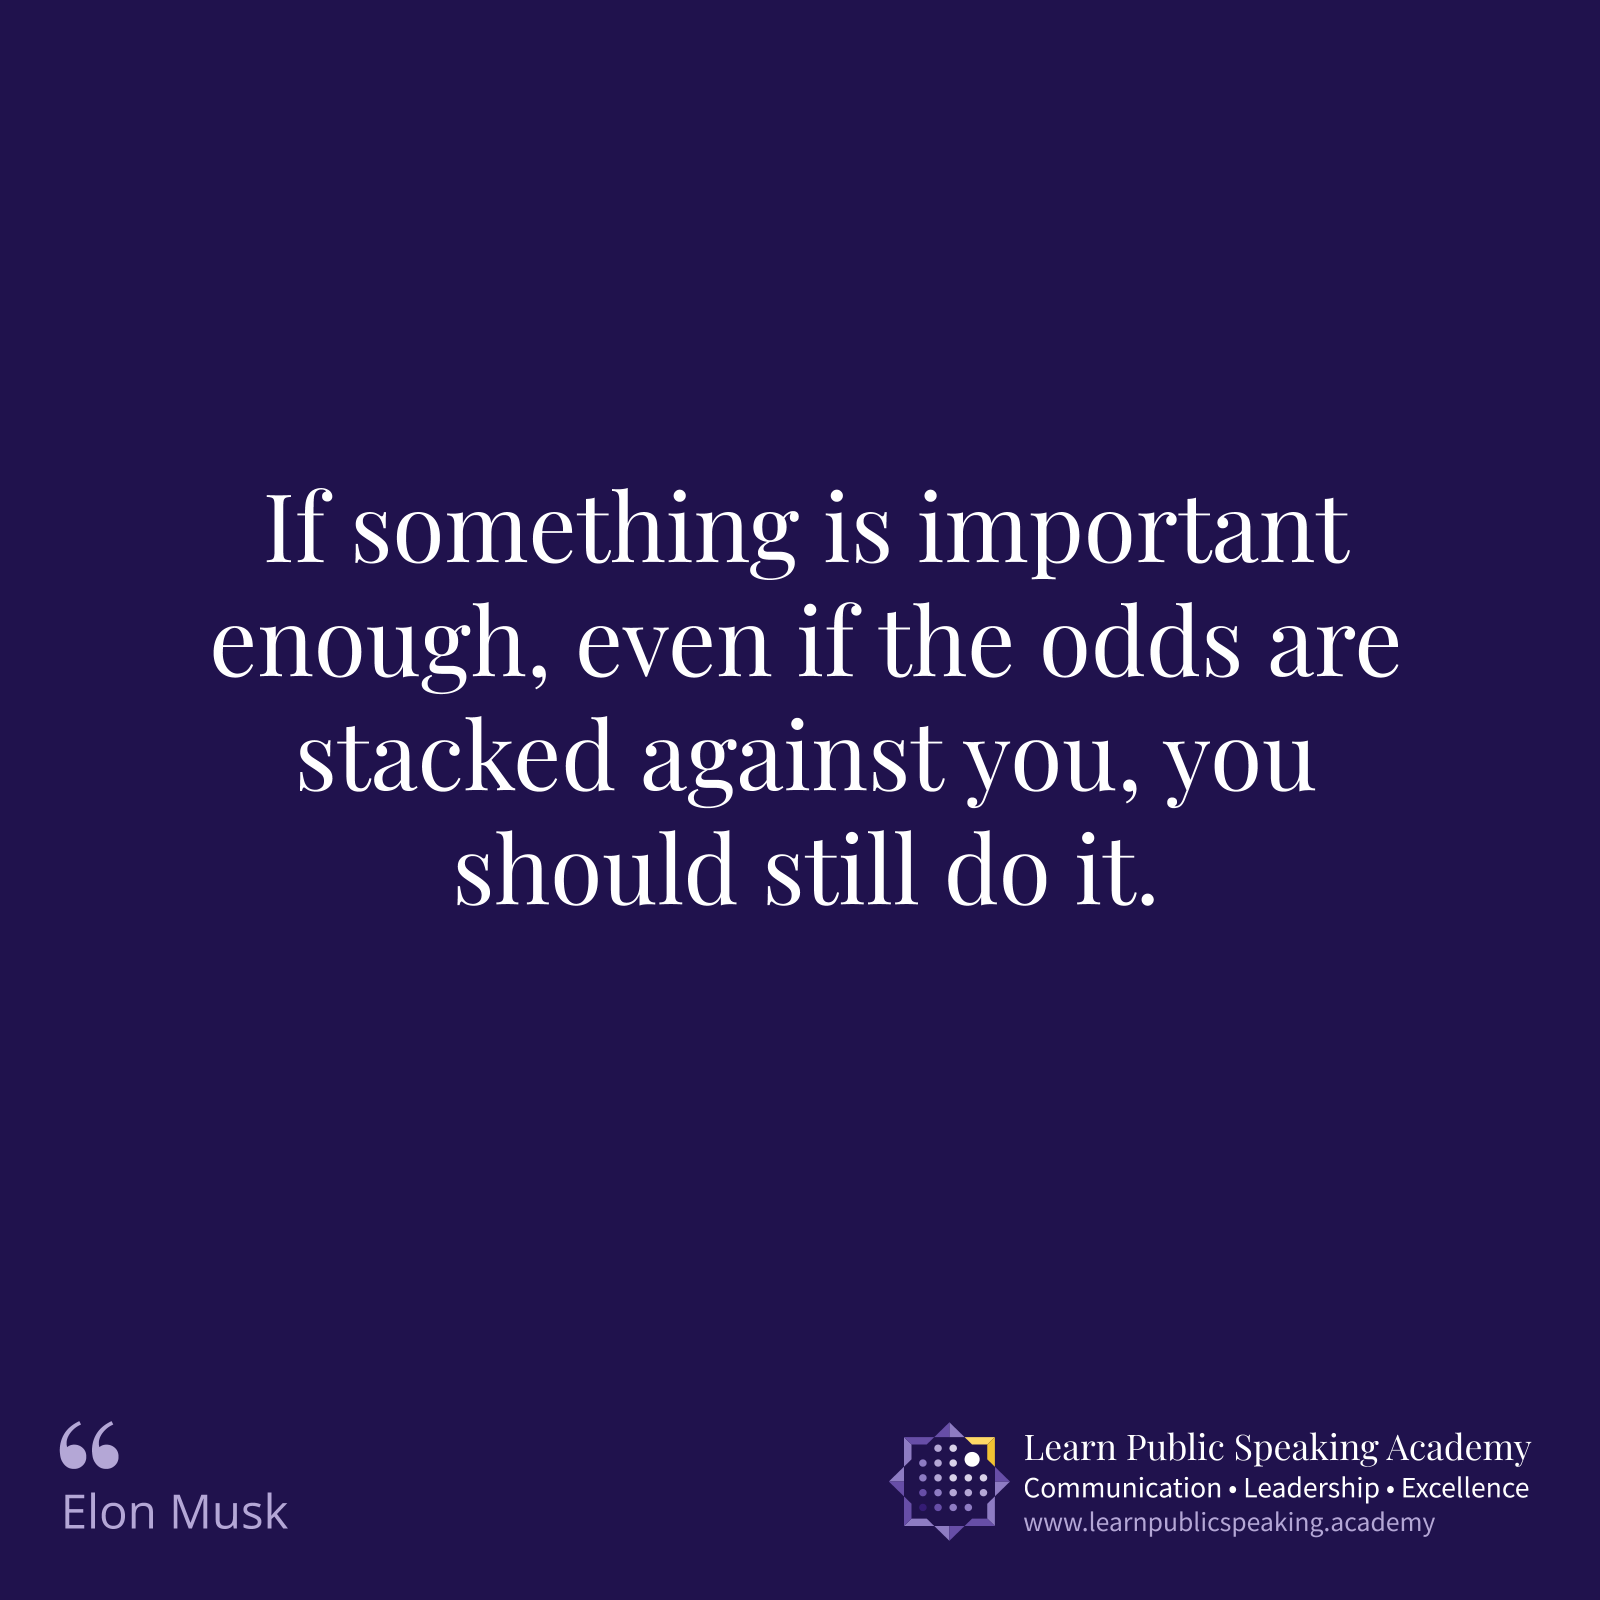 If something is important
enough, even if the odds are
stacked against you, you
should still do it.
“
Elon Musk
Learn Public Speaking Academy
Communication • Leadership • Excellence
www.learnpublicspeaking.academy